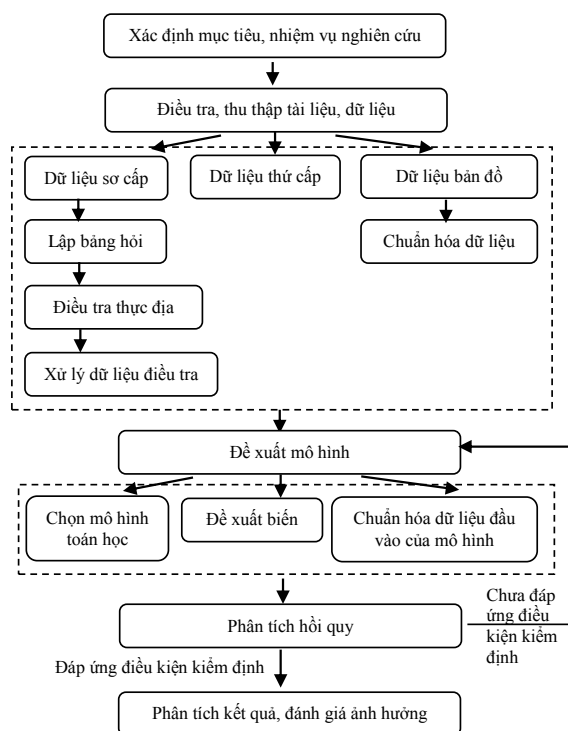 Xác định mục tiêu, nhiệm vụ nghiên cứu
Điều tra, thu thập tài liệu, dữ liệu
Dữ liệu sơ cấp
Dữ liệu thứ cấp
Dữ liệu bản đồ
Lập bảng hỏi
Chuẩn hóa dữ liệu
Điều tra thực địa
Xử lý dữ liệu điều tra
Đề xuất mô hình
Chọn mô hình
toán học
Đề xuất biến
Chuẩn hóa dữ liệu đầu
vào của mô hình
Phân tích hồi quy
Chưa đáp
ứng điều
kiện kiểm
định
Đáp ứng điều kiện kiểm định
Phân tích kết quả, đánh giá ảnh hưởng